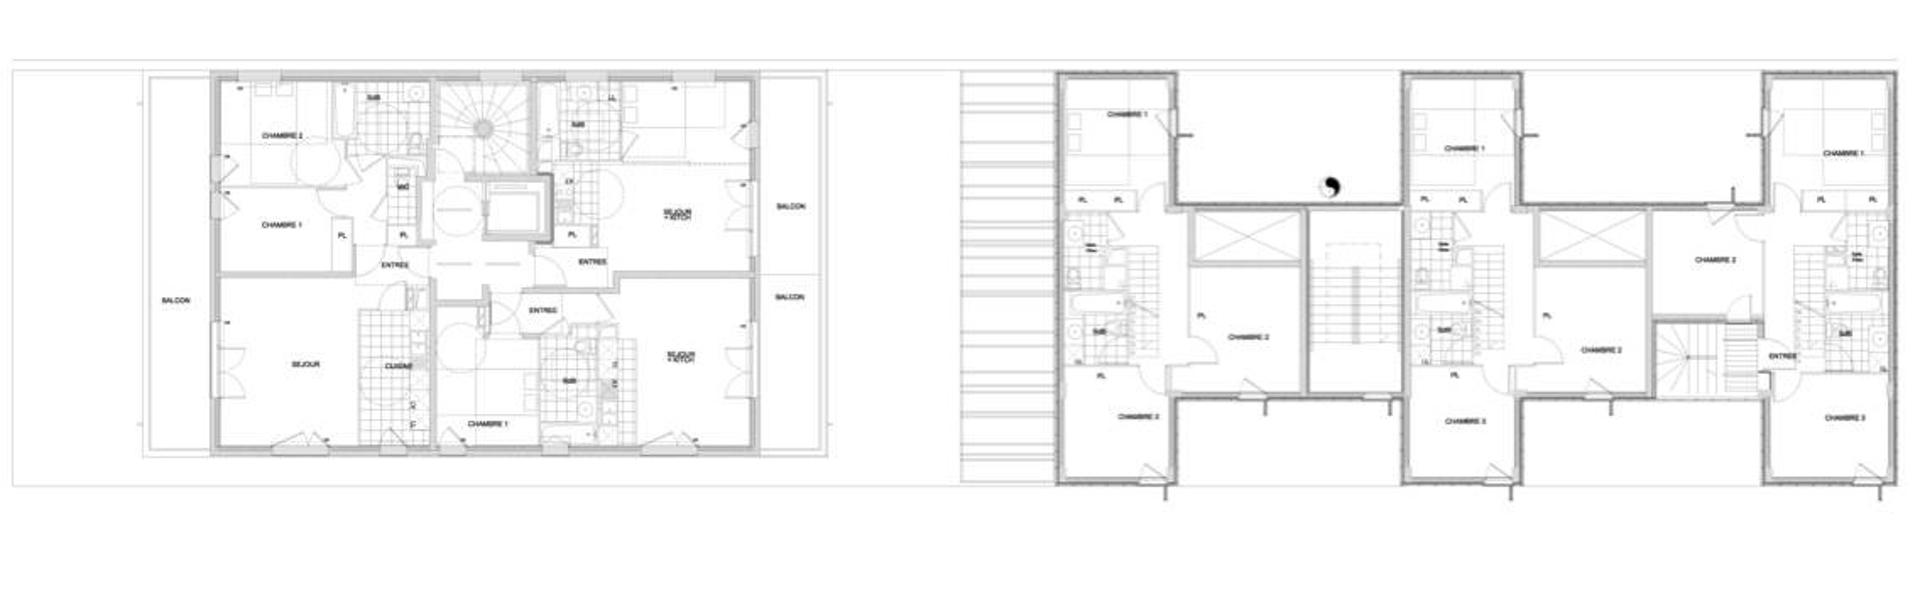 CHAMBRE 2
SdB
LL
SdB
WC
CHAMBRE 1
PL
PL
PL
SEJOUR
+ KITCH
BALCON
ENTREE
ENTREE
BALCON
BALCON
ENTREE
SEJOUR
CUISINE
SEJOUR
+ KITCH
SdB
CHAMBRE 1
CHAMBRE 1
CHAMBRE 1
CHAMBRE 1
PL
PL
PL
PL
PL
PL
CHAMBRE 2
PL
CHAMBRE 2
PL
CHAMBRE 2
SdB
SdB
SdB
ENTREE
PL
PL
CHAMBRE 3
CHAMBRE 3
CHAMBRE 3